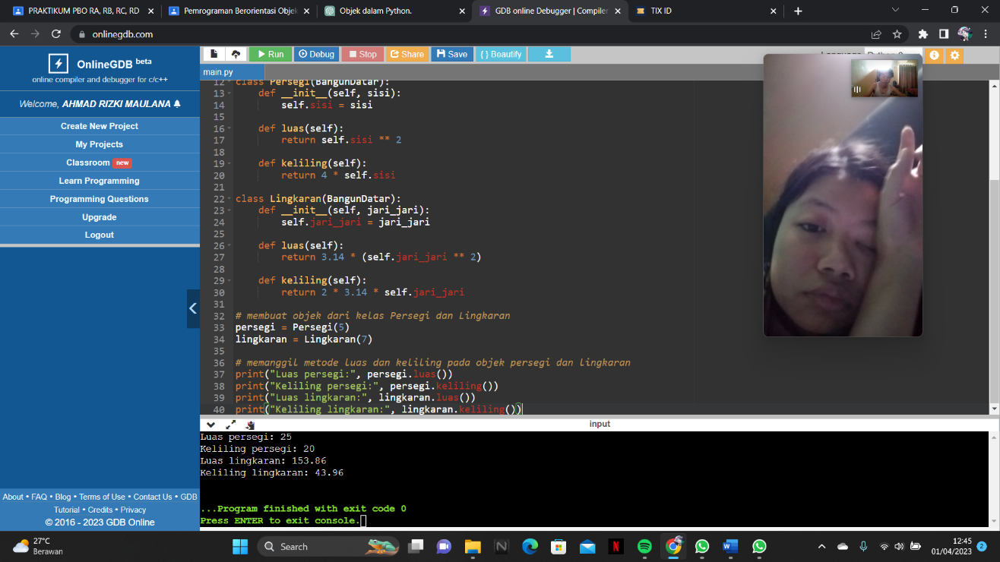 PRAKTIKUM PBO RA, RB, RC, RD
Pemrograman Berorientasi Objek
Objek dalam Python.
GDB online Debugger | Compiler
TIX ID
onlinegdb.com
OnlineGDB beta
online compiler and debugger for c/c++
Welcome, AHMAD RIZKI MAULANA
Create New Project
My Projects
Classroom new
Learn Programming
Programming Questions
Upgrade
Logout
About • FAQ • Blog • Terms of Use • Contact Us • GDB
Tutorial • Credits • Privacy
© 2016 - 2023 GDB Online
Run Debug Stop Share Save { } Beautify
main.py
12 class Persegi(BangunDatar):
13 def __init__(self, sisi):
14 self.sisi = sisi
15
16 def luas(self):
17 return self.sisi ** 2
18
19 def keliling(self):
20 return 4 * self.sisi
21
22 class Lingkaran(BangunDatar):
23 def __init__(self, jari_jari):
24 self.jari_jari = jari_jari
25
26 def luas(self):
27 return 3.14 * (self.jari_jari ** 2)
28
29 def keliling(self):
30 return 2 * 3.14 * self.jari_jari
31
32 # membuat objek dari kelas Persegi dan Lingkaran
33 persegi = Persegi(5)
34 lingkaran = Lingkaran(7)
35
36 # memanggil metode luas dan keliling pada objek persegi dan lingkaran
37 print("Luas persegi:", persegi.luas())
38 print("Keliling persegi:", persegi.keliling())
39 print("Luas lingkaran:", lingkaran.luas())
40 print("Keliling lingkaran:", lingkaran.keliling())
input
Luas persegi: 25
Keliling persegi: 20
Luas lingkaran: 153.86
Keliling lingkaran: 43.96
...Program finished with exit code 0
Press ENTER to exit console.
27°C
Berawan
Search
12:45
01/04/2023
2